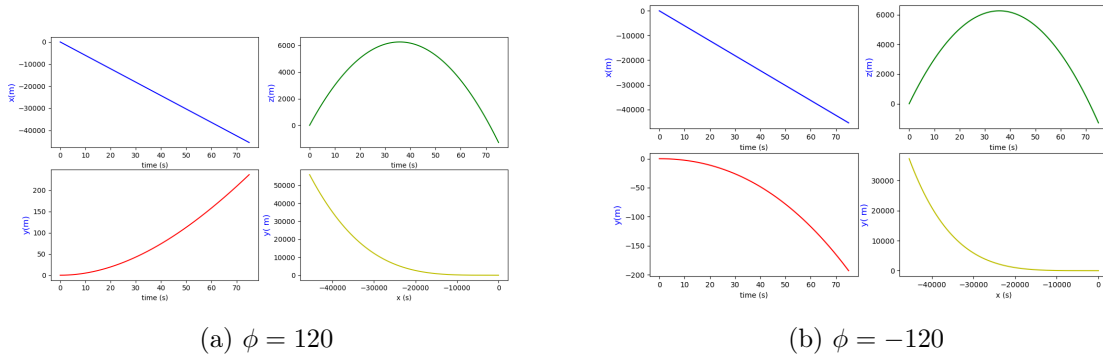 0
−10000
−20000
−30000
−40000
x(m)
0 10 20 30 40 50 60 70
time (s)
6000
4000
2000
0
z(m)
0 10 20 30 40 50 60 70
time (s)
200
150
100
50
0
y(m)
0 10 20 30 40 50 60 70
time (s)
50000
40000
30000
20000
10000
0
y( m)
−40000 −30000 −20000 −10000 0
x (s)
(a) ϕ = 120
0
−10000
−20000
−30000
−40000
x(m)
0 10 20 30 40 50 60 70
time (s)
6000
4000
2000
0
z(m)
0 10 20 30 40 50 60 70
time (s)
0
−50
−100
−150
−200
y(m)
0 10 20 30 40 50 60 70
time (s)
30000
20000
10000
0
y( m)
−40000 −30000 −20000 −10000 0
x (s)
(b) ϕ = −120